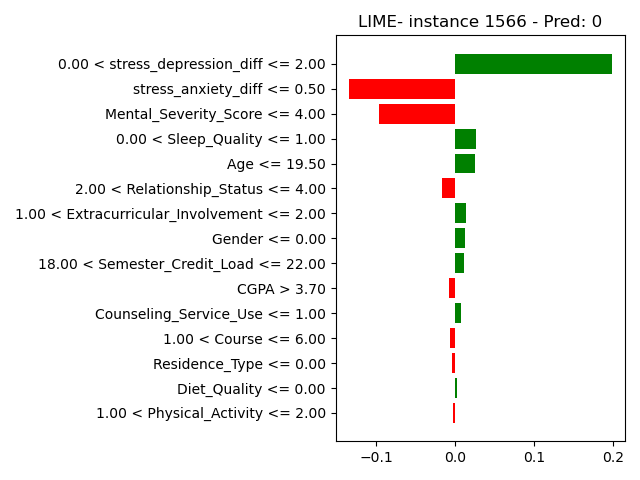 LIME- instance 1566 - Pred: 0
0.00 < stress_depression_diff <= 2.00
stress_anxiety_diff <= 0.50
Mental_Severity_Score <= 4.00
0.00 < Sleep_Quality <= 1.00
Age <= 19.50
2.00 < Relationship_Status <= 4.00
1.00 < Extracurricular_Involvement <= 2.00
Gender <= 0.00
18.00 < Semester_Credit_Load <= 22.00
CGPA > 3.70
Counseling_Service_Use <= 1.00
1.00 < Course <= 6.00
Residence_Type <= 0.00
Diet_Quality <= 0.00
1.00 < Physical_Activity <= 2.00
−0.1 0.0 0.1 0.2